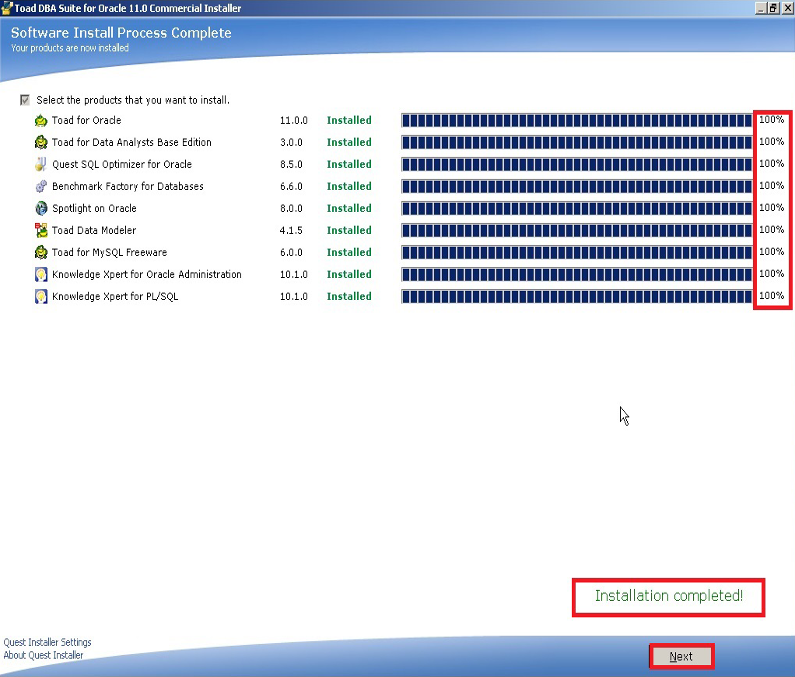 Toad DBA Suite for Oracle 11.0 Commercial Installer
Software Install Process Complete
Your products are now installed
Select the products that you want to install.
Toad for Oracle 11.0.0 Installed 100%
Toad for Data Analysts Base Edition 3.0.0 Installed 100%
Quest SQL Optimizer for Oracle 8.5.0 Installed 100%
Benchmark Factory for Databases 6.6.0 Installed 100%
Spotlight on Oracle 8.0.0 Installed 100%
Toad Data Modeler 4.1.5 Installed 100%
Toad for MySQL Freeware 6.0.0 Installed 100%
Knowledge Xpert for Oracle Administration 10.1.0 Installed 100%
Knowledge Xpert for PL/SQL 10.1.0 Installed 100%
Installation completed!
Quest Installer Settings
About Quest Installer
Next